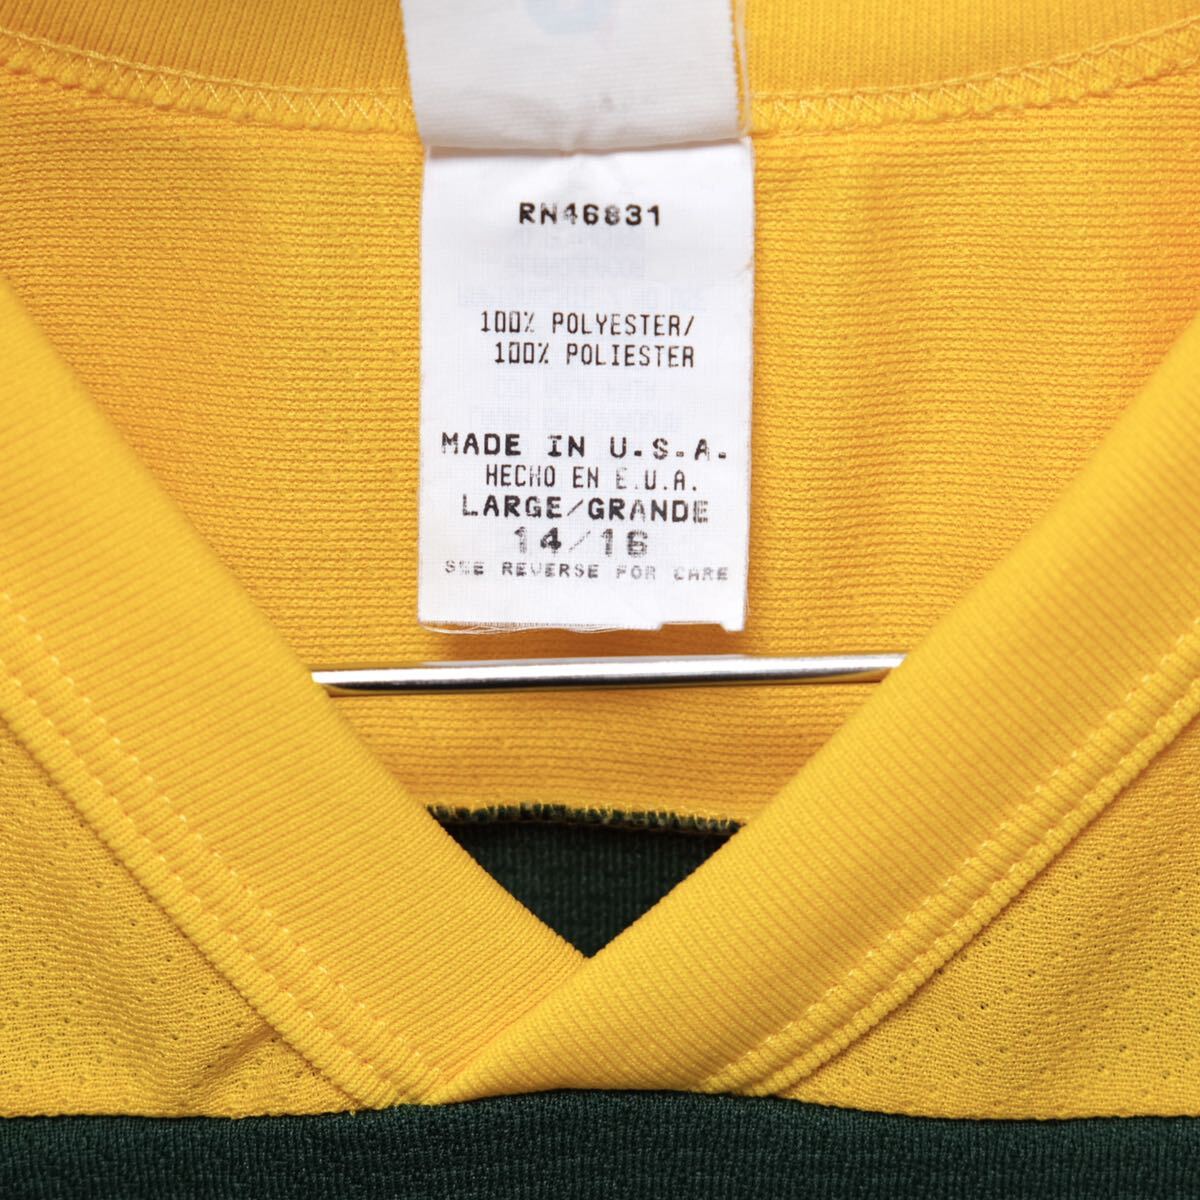 RN46831
100% POLYESTER/
100% POLIESTER
MADE IN U.S.A.
HECHO EN E.U.A.
LARGE/GRANDE
14/16
SEE REVERSE FOR CARE